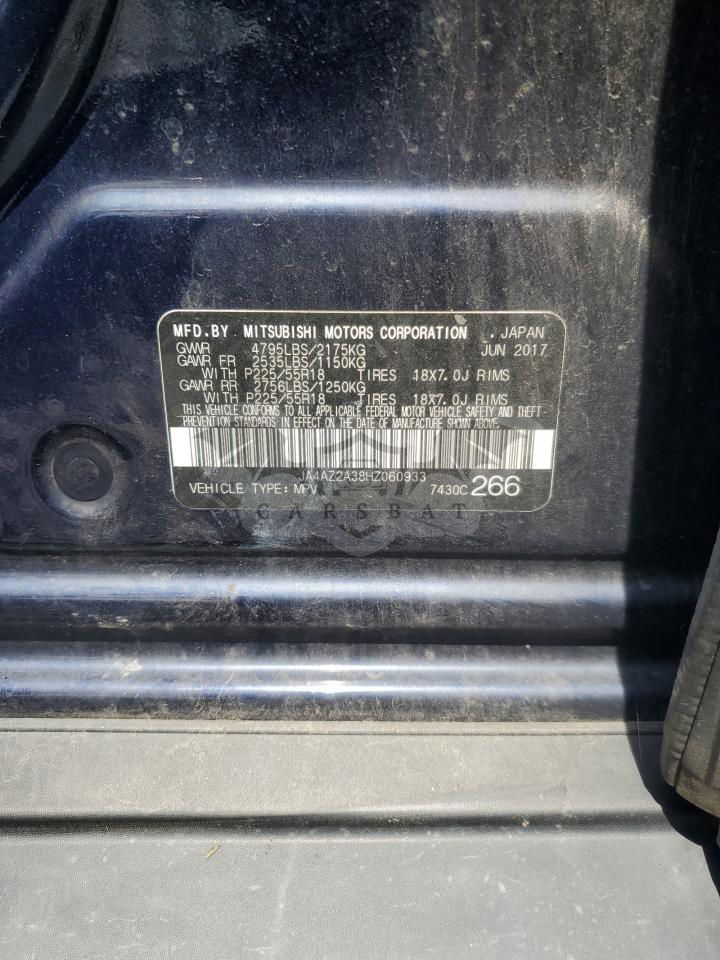 MFD.BY MITSUBISHI MOTORS CORPORATION . JAPAN
GVWR 4795LBS/2175KG JUN 2017
GAWR FR 2535LBS/1150KG
WITH P225/55R18 TIRES 18X7.0J RIMS
GAWR RR 2756LBS/1250KG
WITH P225/55R18 TIRES 18X7.0J RIMS
THIS VEHICLE CONFORMS TO ALL APPLICABLE FEDERAL MOTOR VEHICLE SAFETY AND THEFT
PREVENTION STANDARDS IN EFFECT ON THE DATE OF MANUFACTURE SHOWN ABOVE.
JA4AZ2A38HZ060933
VEHICLE TYPE: MPV 7430C 266
CARSBAT